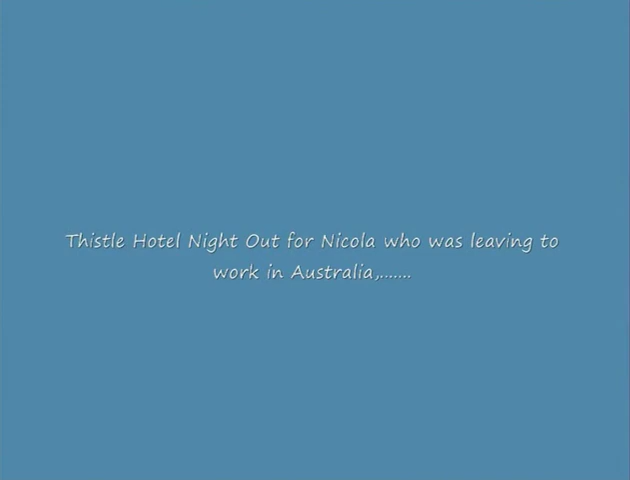 Thistle Hotel Night Out for Nicola who was leaving to
work in Australia,.......